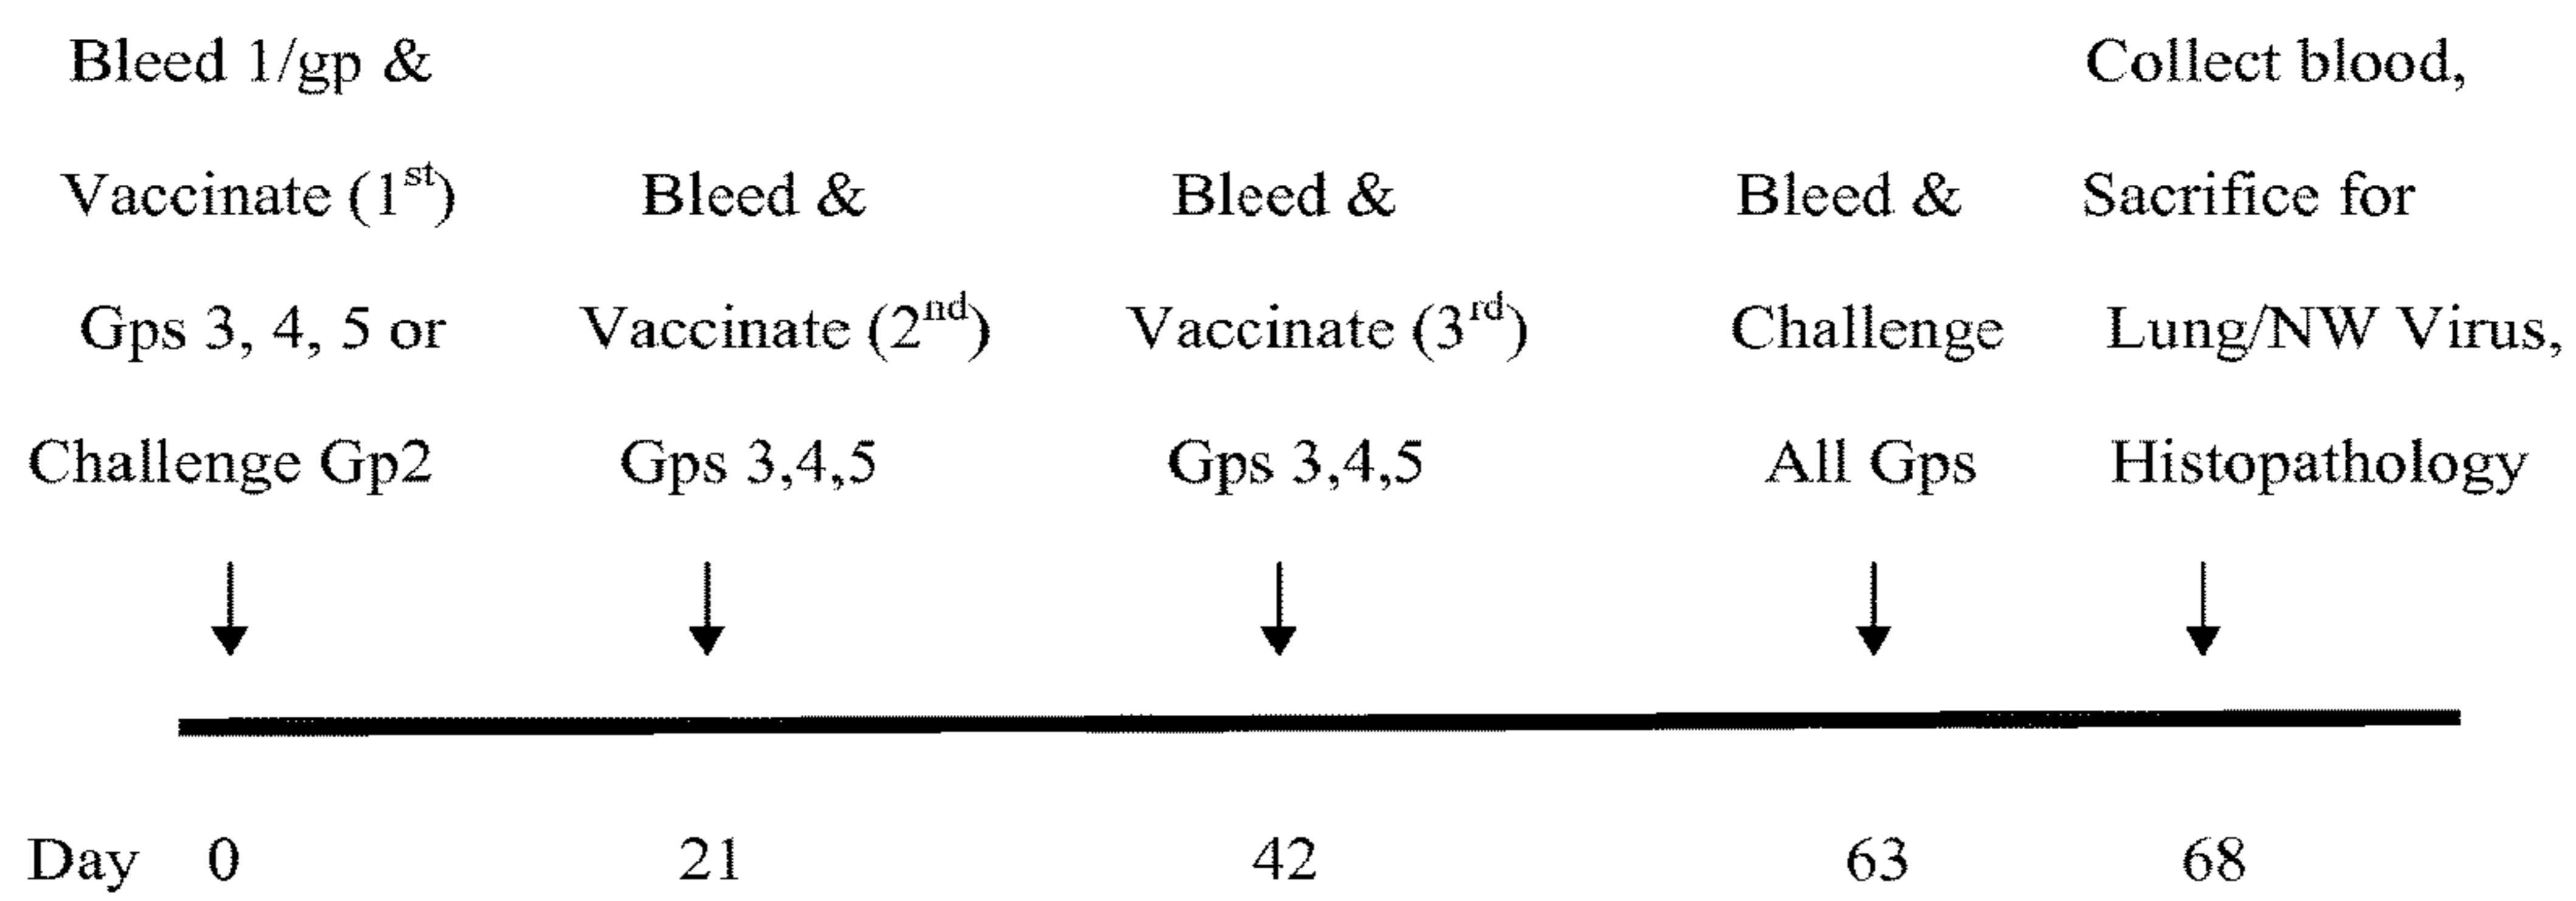 Bleed 1/gp &
Vaccinate (1st)
Gps 3, 4, 5 or
Challenge Gp2
Bleed &
Vaccinate (2nd)
Gps 3,4,5
Bleed &
Vaccinate (3rd)
Gps 3,4,5
Bleed &
Challenge
All Gps
Collect blood,
Sacrifice for
Lung/NW Virus,
Histopathology
Day 0 21 42 63 68